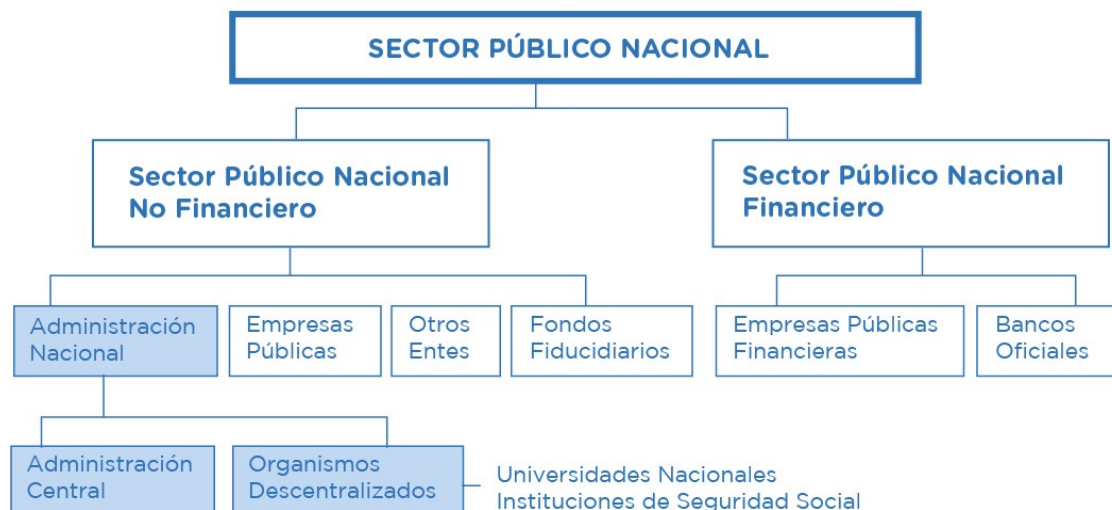 SECTOR PÚBLICO NACIONAL
Sector Público Nacional
No Financiero
Sector Público Nacional
Financiero
Administración
Nacional
Empresas
Públicas
Otros
Entes
Fondos
Fiducidiarios
Empresas Públicas
Financieras
Bancos
Oficiales
Administración
Central
Organismos
Descentralizados
Universidades Nacionales
Instituciones de Seguridad Social